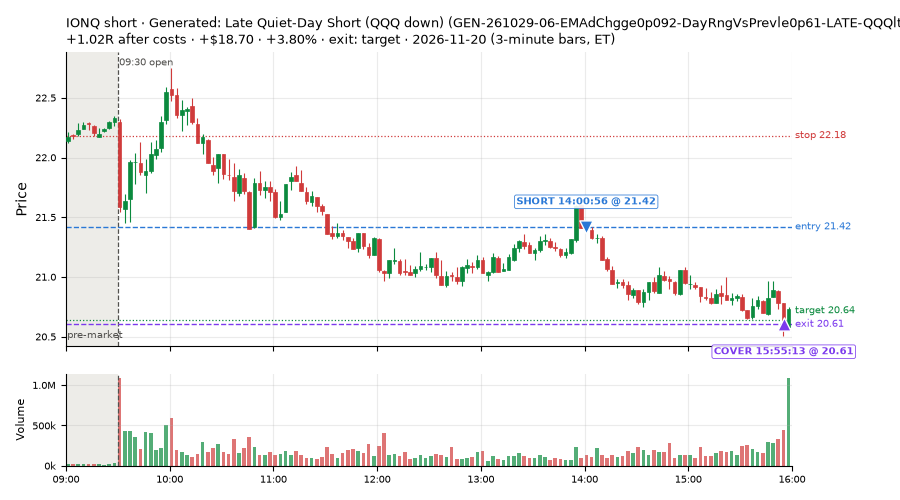 IONQ short · Generated: Late Quiet-Day Short (QQQ down) (GEN-261029-06-EMAdChgge0p092-DayRngVsPrevle0p61-LATE-QQQlt
+1.02R after costs · +$18.70 · +3.80% · exit: target · 2026-11-20 (3-minute bars, ET)
09:30 open
22.5
22.0
21.5
21.0
20.5
Price
stop 22.18
SHORT 14:00:56 @ 21.42
entry 21.42
target 20.64
exit 20.61
pre-market
COVER 15:55:13 @ 20.61
1.0M
500k
0k
Volume
09:00
10:00
11:00
12:00
13:00
14:00
15:00
16:00